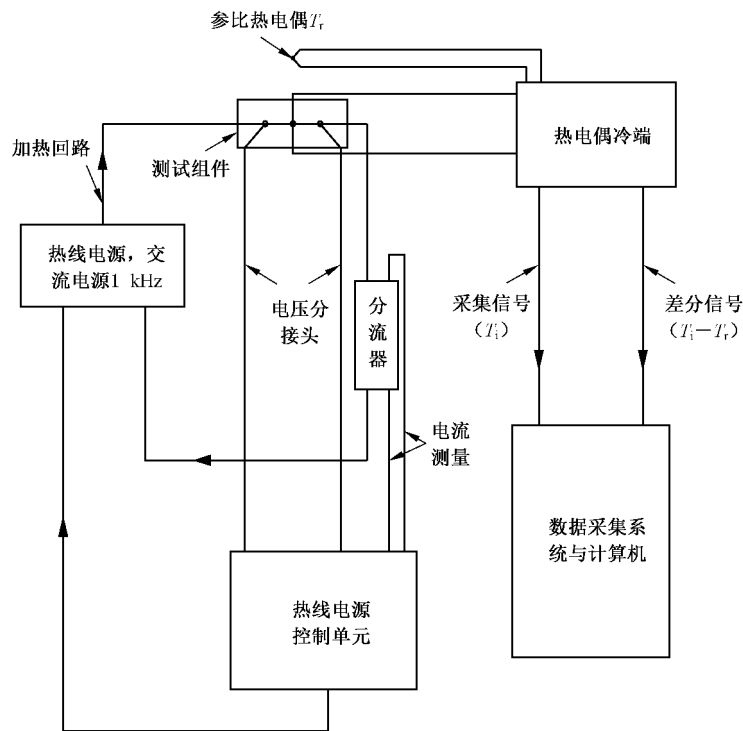 参比热电偶Tr
热电偶冷端
加热回路
测试组件
热线电源，交
流电源1 kHz
电压分
接头
分
流
器
采集信号
（Ti）
差分信号
（Ti－Tr）
电流
测量
数据采集系
统与计算机
热线电源
控制单元